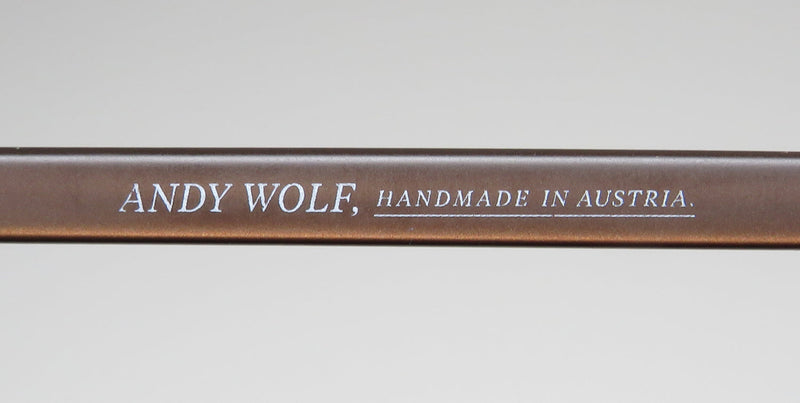 ANDY WOLF, HANDMADE IN AUSTRIA.